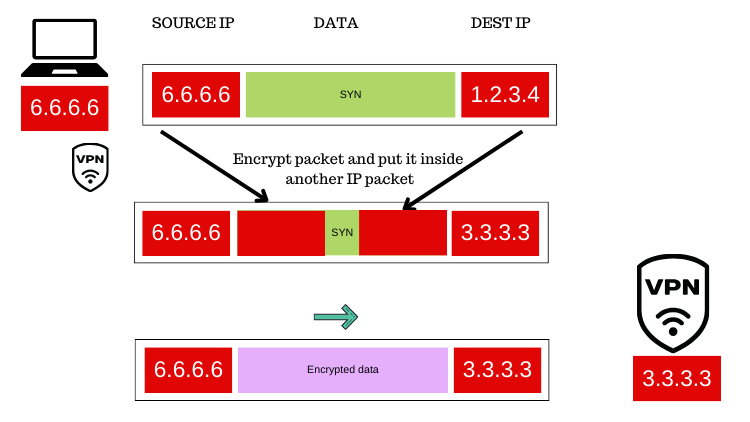 SOURCE IP DATA DEST IP
6.6.6.6 SYN 1.2.3.4
6.6.6.6
VPN
Encrypt packet and put it inside
another IP packet
6.6.6.6 SYN 3.3.3.3
VPN
6.6.6.6 Encrypted data 3.3.3.3
3.3.3.3